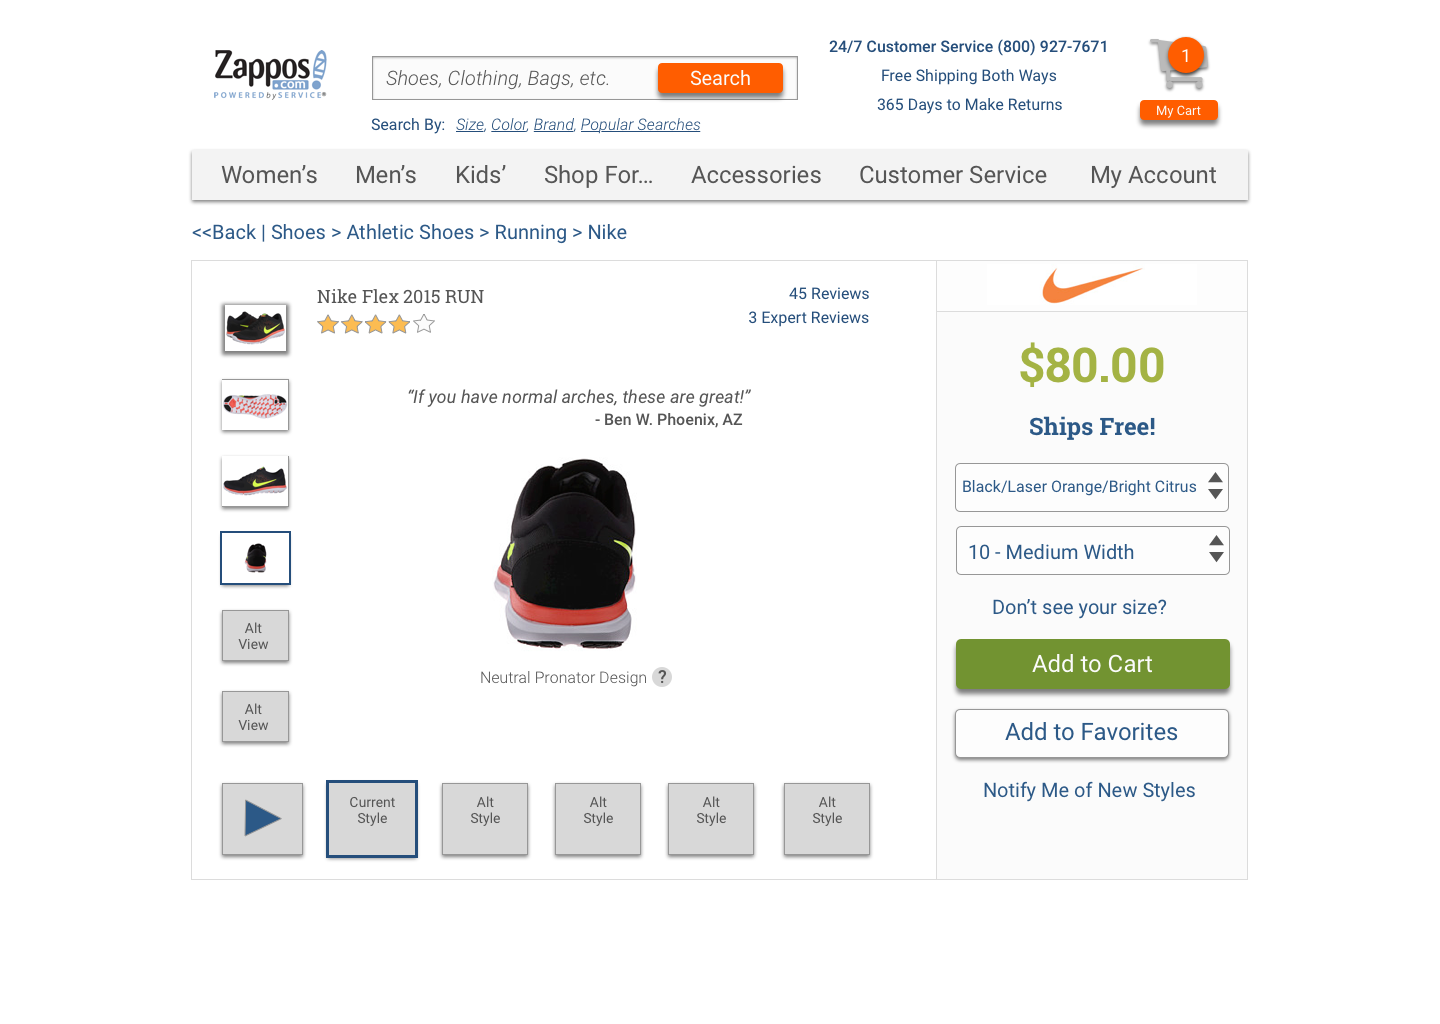 Zappos
.com
POWERED by SERVICE®
Shoes, Clothing, Bags, etc.
Search
Search By: Size, Color, Brand, Popular Searches
24/7 Customer Service (800) 927-7671
Free Shipping Both Ways
365 Days to Make Returns
1
My Cart
Women’s Men’s Kids’ Shop For... Accessories Customer Service My Account
<<Back | Shoes > Athletic Shoes > Running > Nike
Nike Flex 2015 RUN
45 Reviews
3 Expert Reviews
“If you have normal arches, these are great!”
- Ben W. Phoenix, AZ
Neutral Pronator Design ?
Alt
View
Alt
View
Current
Style
Alt
Style
Alt
Style
Alt
Style
Alt
Style
$80.00
Ships Free!
Black/Laser Orange/Bright Citrus
10 - Medium Width
Don’t see your size?
Add to Cart
Add to Favorites
Notify Me of New Styles